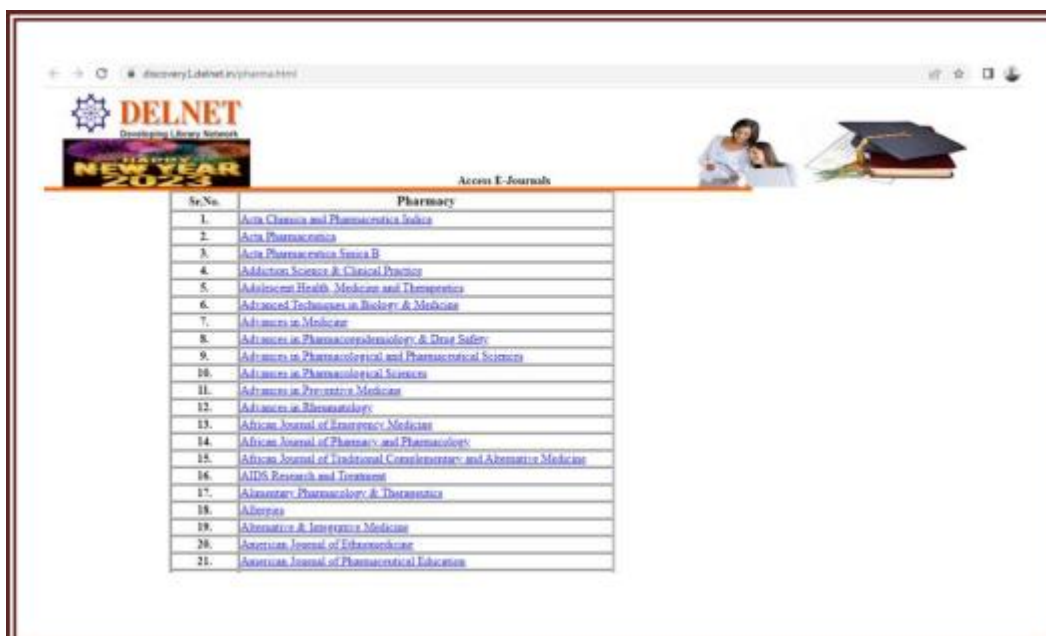 discovery1.delnet.in/pharma.html
DELNET
Developing Library Network
HAPPY
NEW YEAR
2023
Access E-Journals
Sr.No. Pharmacy
1. Acta Chimica and Pharmaceutica Indica
2. Acta Pharmaceutica
3. Acta Pharmaceutica Sinica B
4. Addiction Science & Clinical Practice
5. Adolescent Health, Medicine and Therapeutics
6. Advanced Techniques in Biology & Medicine
7. Advances in Medicine
8. Advances in Pharmacoepidemiology & Drug Safety
9. Advances in Pharmacological and Pharmaceutical Sciences
10. Advances in Pharmacological Sciences
11. Advances in Preventive Medicine
12. Advances in Rheumatology
13. African Journal of Emergency Medicine
14. African Journal of Pharmacy and Pharmacology
15. African Journal of Traditional Complementary and Alternative Medicine
16. AIDS Research and Treatment
17. Alimentary Pharmacology & Therapeutics
18. Allergies
19. Alternative & Integrative Medicine
20. American Journal of Ethnomedicine
21. American Journal of Pharmaceutical Education